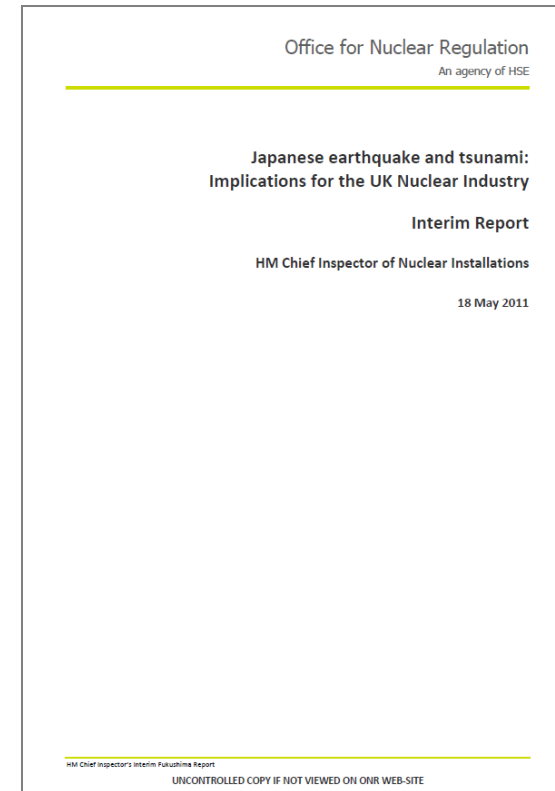 Office for Nuclear Regulation
An agency of HSE
Japanese earthquake and tsunami:
Implications for the UK Nuclear Industry
Interim Report
HM Chief Inspector of Nuclear Installations
18 May 2011
HM Chief Inspector's Interim Fukushima Report
UNCONTROLLED COPY IF NOT VIEWED ON ONR WEB-SITE